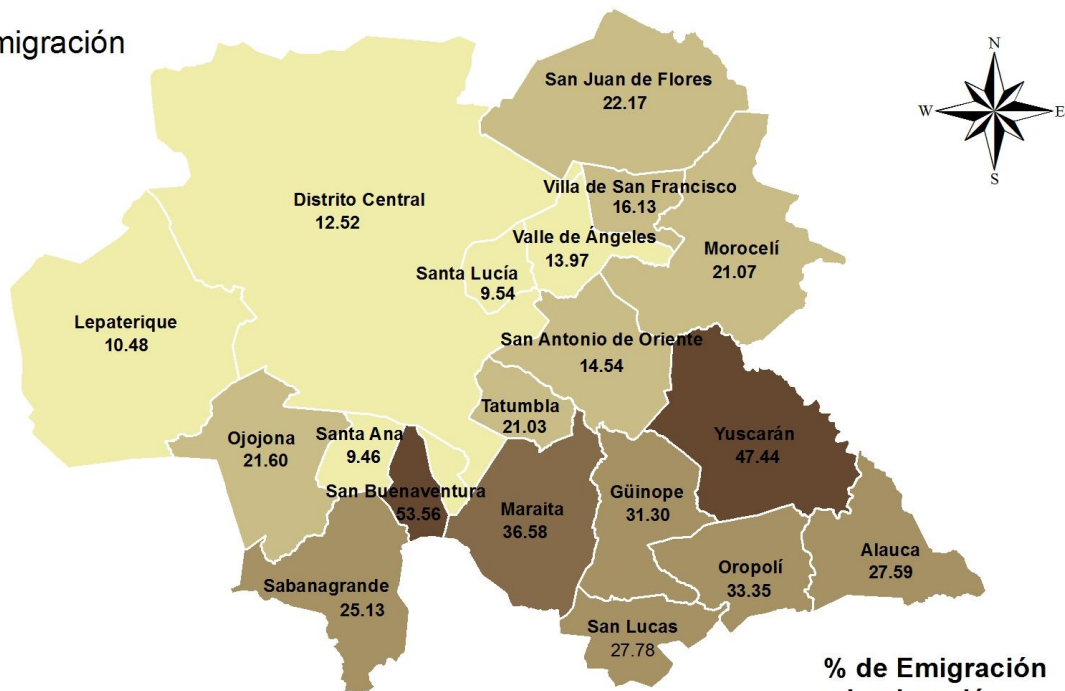 migración
N
W E
S
San Juan de Flores
22.17
Villa de San Francisco
16.13
Distrito Central
12.52
Valle de Ángeles
13.97
Morocelí
21.07
Santa Lucía
9.54
Lepaterique
10.48
San Antonio de Oriente
14.54
Tatumbla
21.03
Ojojona
21.60
Santa Ana
9.46
Yuscarán
47.44
San Buenaventura
53.56
Maraita
36.58
Güinope
31.30
Alauca
27.59
Oropolí
33.35
Sabanagrande
25.13
San Lucas
27.78
% de Emigración